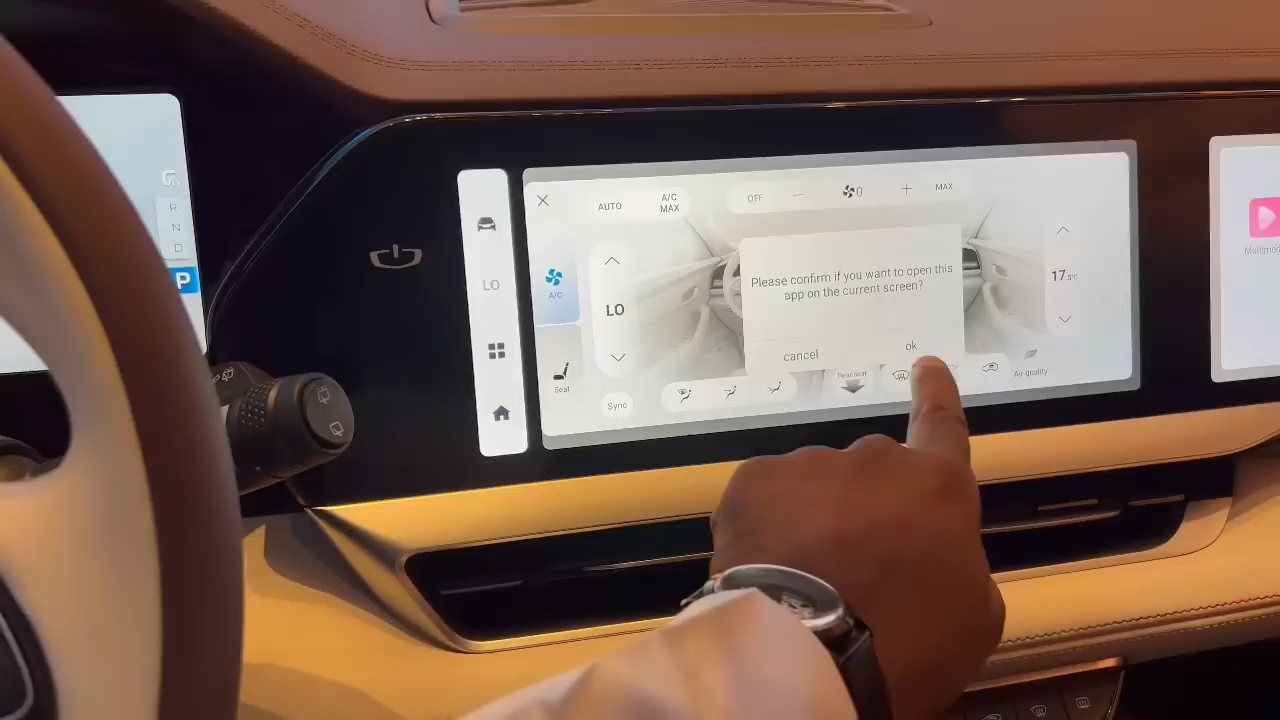 R
N
D
P
LO
AUTO
A/C
MAX
OFF
0
MAX
A/C
LO
Seat
Please confirm if you want to open this
app on the current screen?
cancel
ok
17.5°C
Sync
Rear seat
Air quality